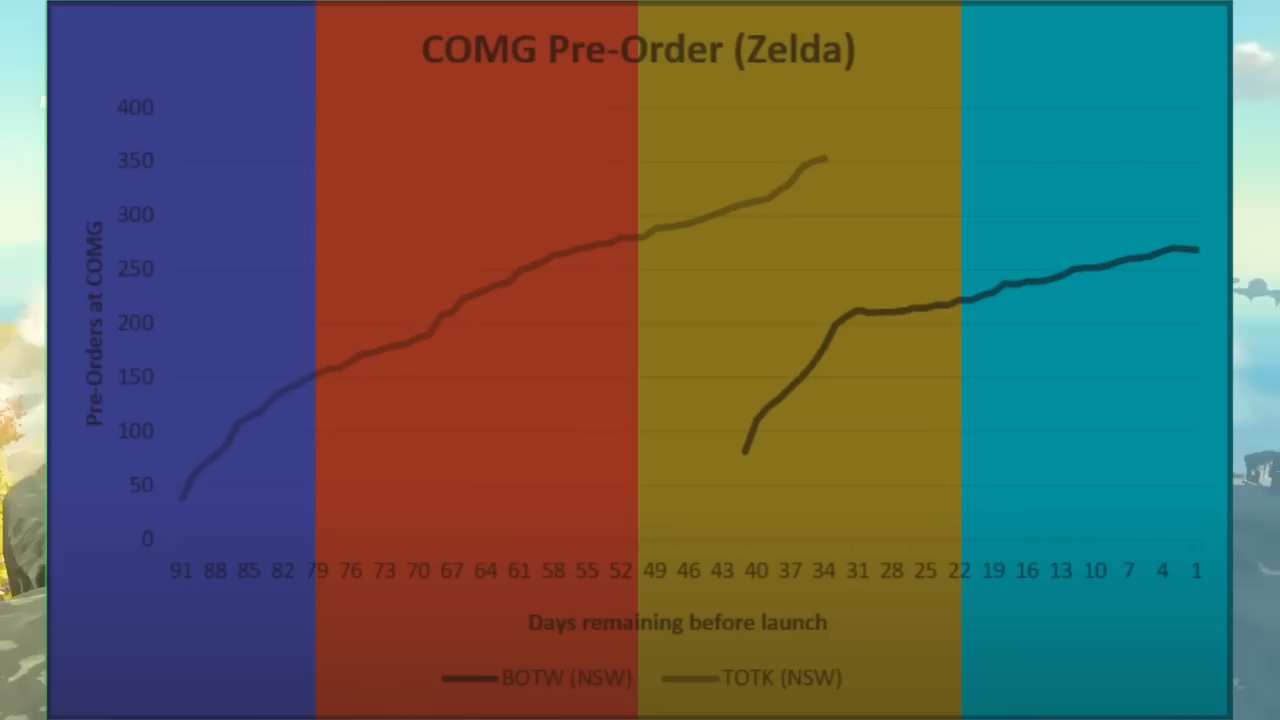 COMG Pre-Order (Zelda)
400
350
300
250
200
150
100
50
0
Pre-Orders at COMG
91 88 85 82 79 76 73 70 67 64 61 58 55 52 49 46 43 40 37 34 31 28 25 22 19 16 13 10 7 4 1
Days remaining before launch
BOTW (NSW) TOTK (NSW)